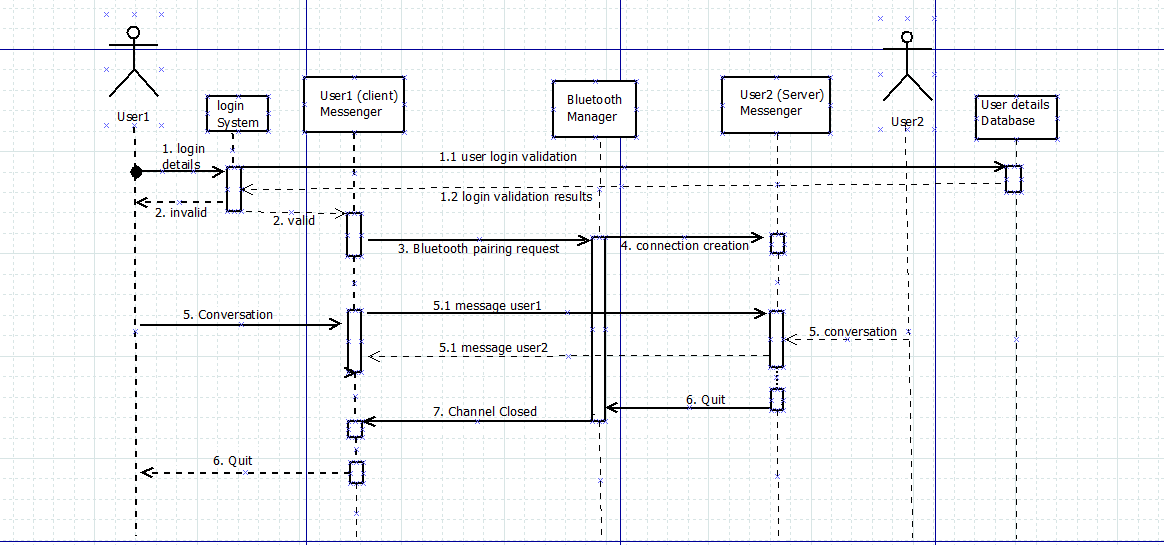 User1
login
System
User1 (client)
Messenger
Bluetooth
Manager
User2 (Server)
Messenger
User2
User details
Database
1. login
details
1.1 user login validation
1.2 login validation results
2. invalid
2. valid
3. Bluetooth pairing request
4. connection creation
5. Conversation
5.1 message user1
5. conversation
5.1 message user2
6. Quit
7. Channel Closed
6. Quit